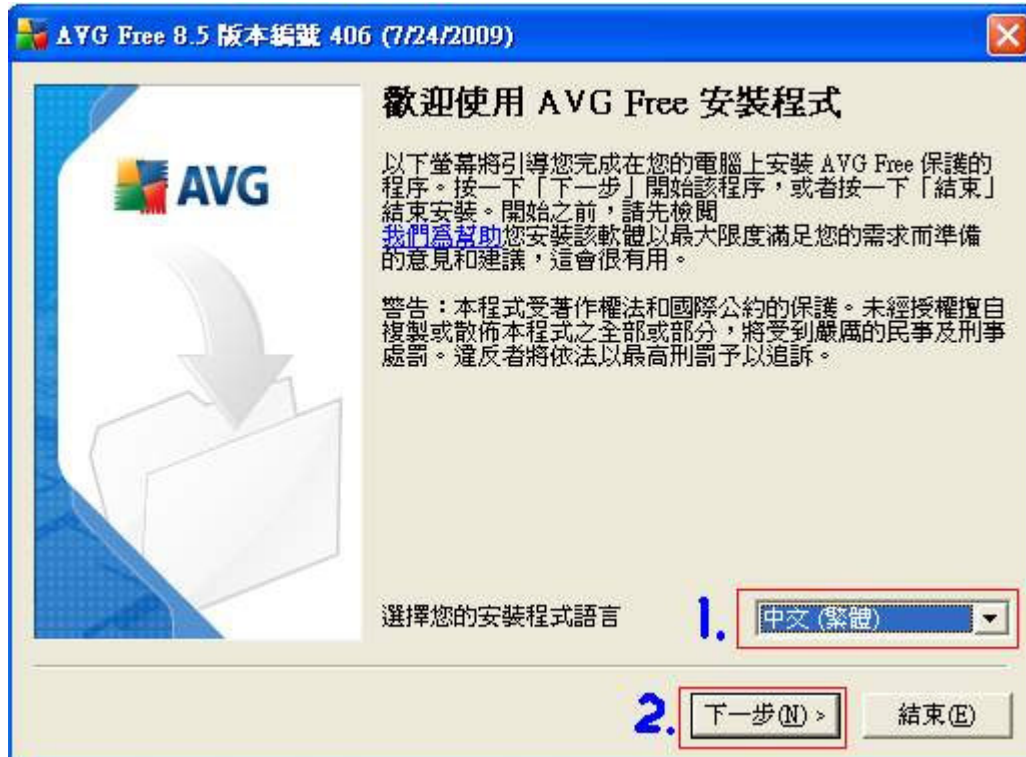 AVG Free 8.5 版本編號 406 (7/24/2009)
AVG
歡迎使用 AVG Free 安裝程式
以下螢幕將引導您完成在您的電腦上安裝 AVG Free 保護的
程序。按一下「下一步」開始該程序，或者按一下「結束」
結束安裝。開始之前，請先檢閱
我們為幫助您安裝該軟體以最大限度滿足您的需求而準備
的意見和建議，這會很有用。
警告：本程式受著作權法和國際公約的保護。未經授權擅自
複製或散佈本程式之全部或部分，將受到嚴厲的民事及刑事
處罰。違反者將依法以最高刑罰予以追訴。
選擇您的安裝程式語言 1. 中文 (繁體)
2. 下一步(N) > 結束(E)